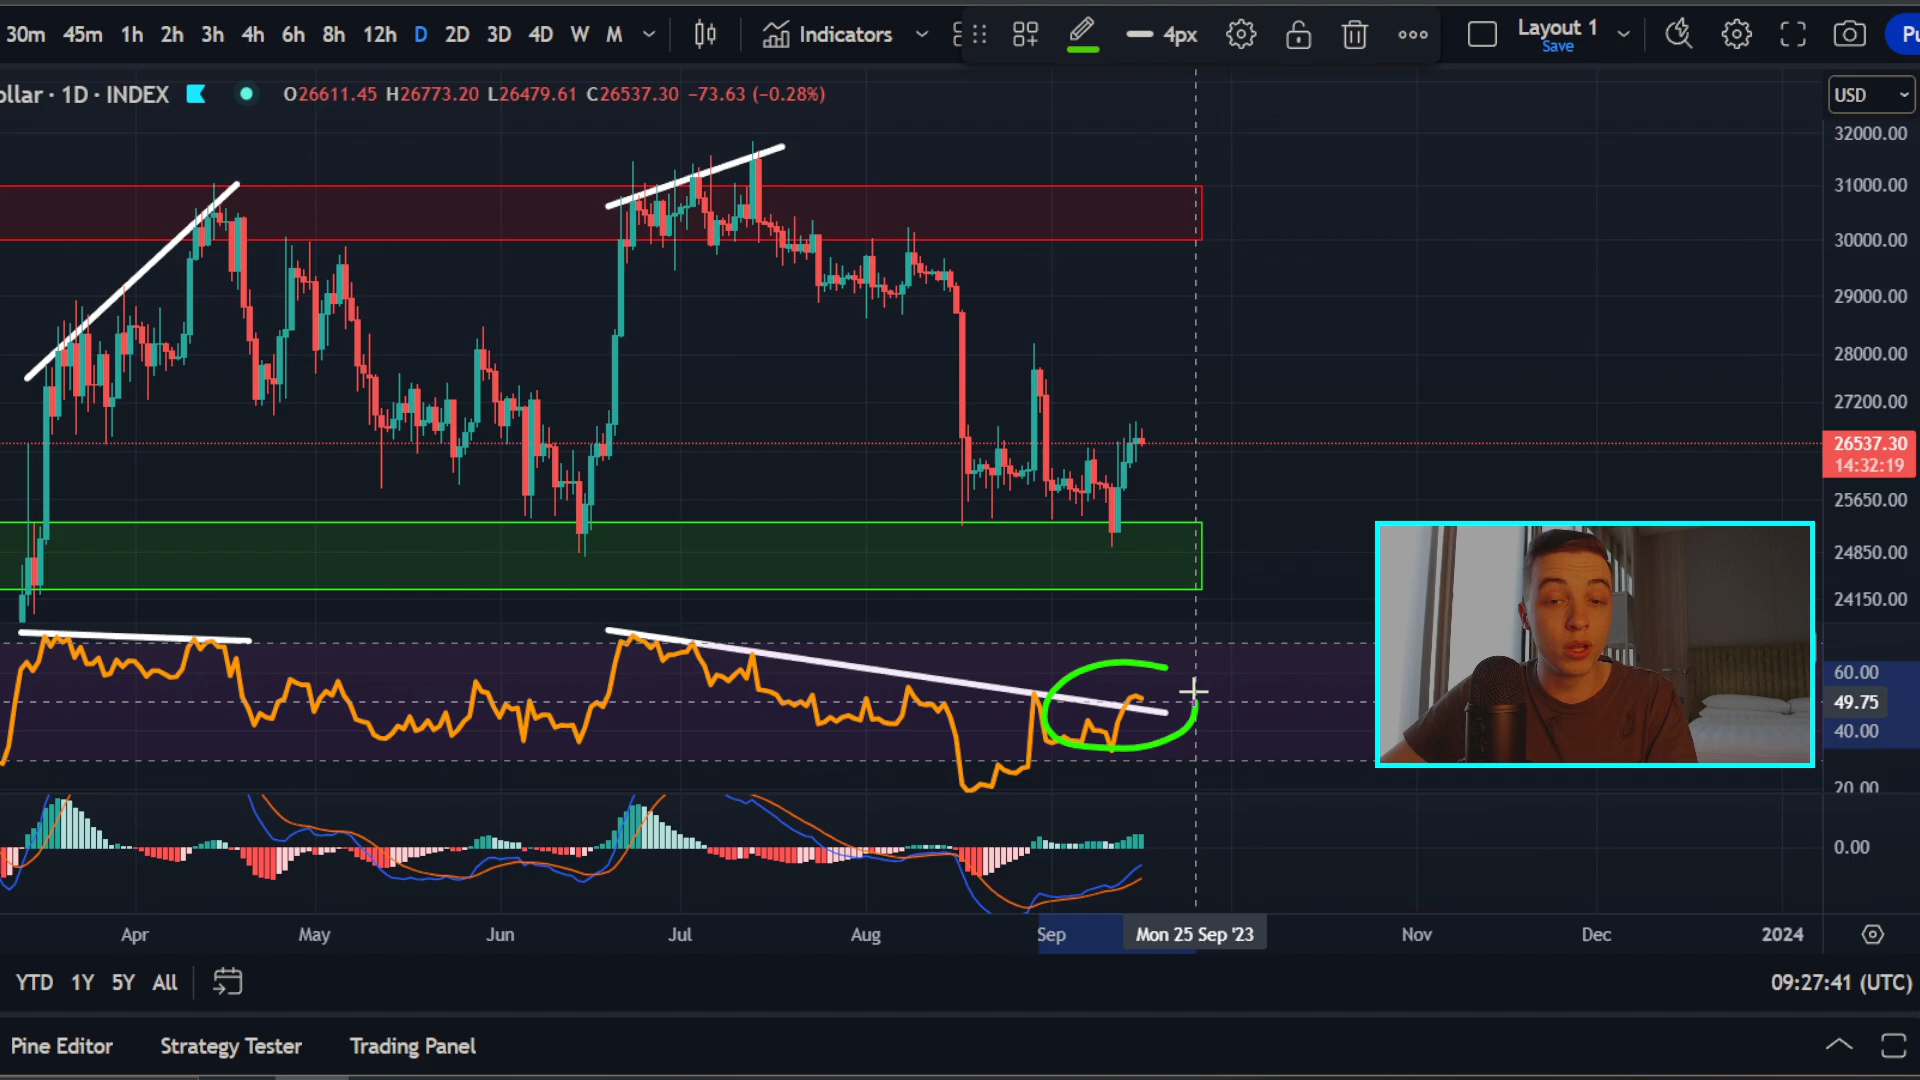 30m 45m 1h 2h 3h 4h 6h 8h 12h D 2D 3D 4D W M Indicators 4px Layout 1
Save
ollar · 1D · INDEX O26611.45 H26773.20 L26479.61 C26537.30 −73.63 (−0.28%)
USD
32000.00
31000.00
30000.00
29000.00
28000.00
27200.00
26537.30
14:32:19
25650.00
24850.00
24150.00
60.00
49.75
40.00
20.00
0.00
Apr May Jun Jul Aug Sep Mon 25 Sep '23 Nov Dec 2024
YTD 1Y 5Y All 09:27:41 (UTC)
Pine Editor Strategy Tester Trading Panel